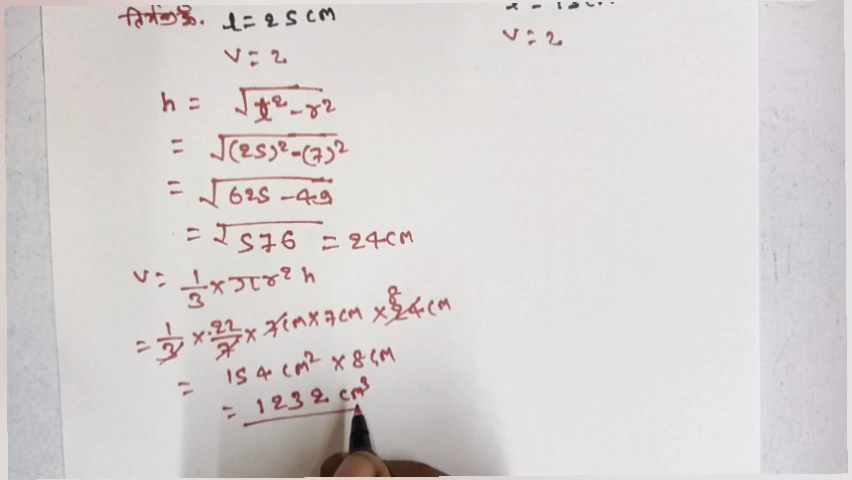 l = 25 CM
V = 2
V = 2
h = √l² - r²
= √(25)² - (7)²
= √625 - 49
= √576 = 24 CM
V = 1/3 × πr² h
= 1/3 × 22/7 × 7 CM × 7 CM × 24 CM 8
= 154 cm² × 8 CM
= 1232 cm³